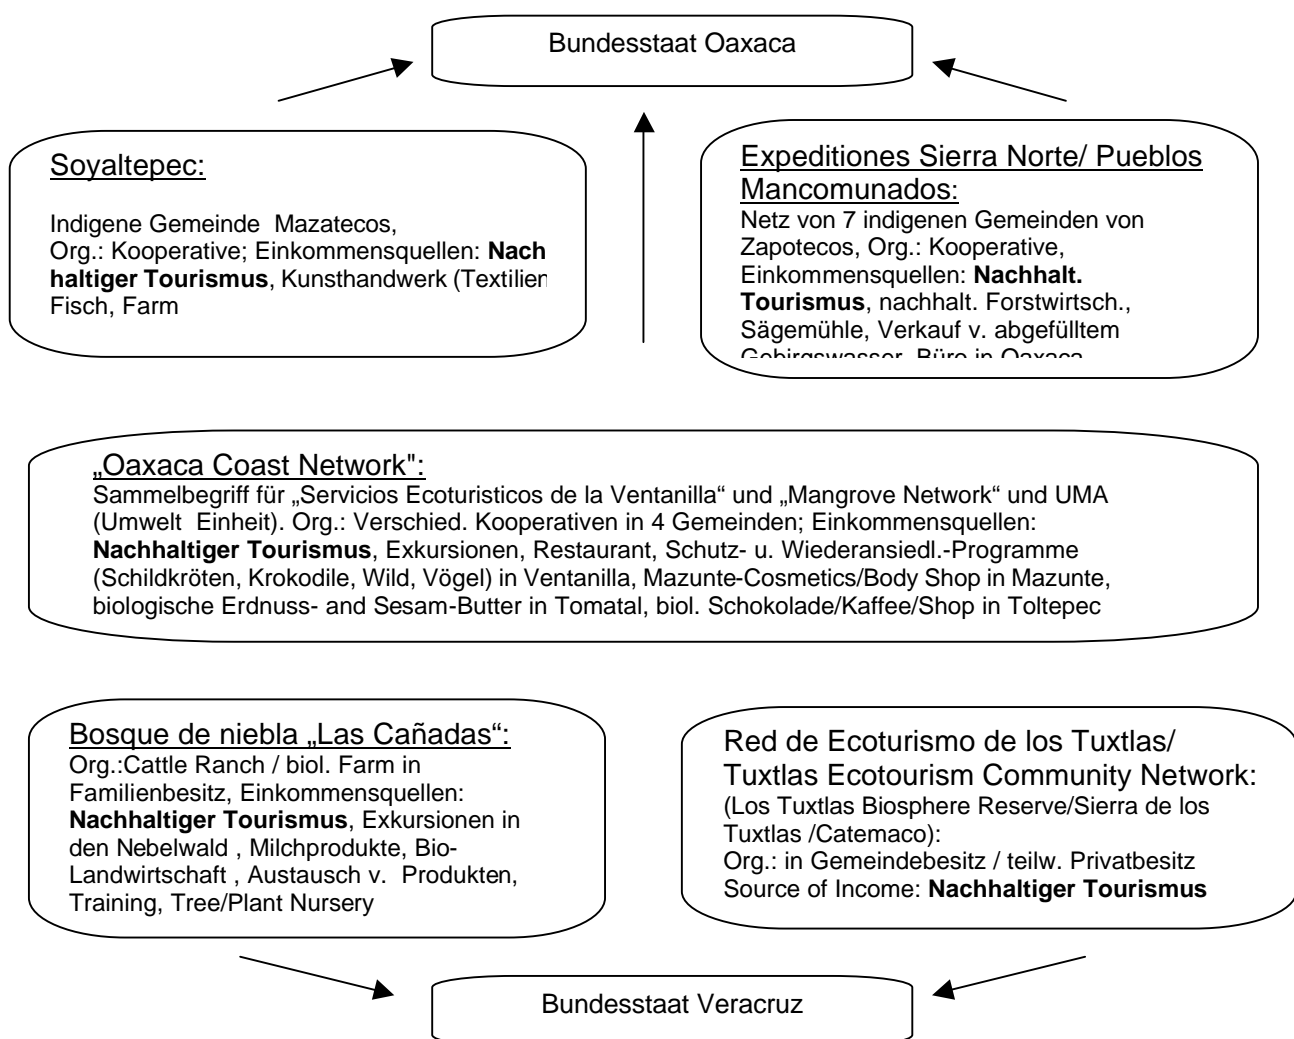 Bundesstaat Oaxaca
Soyaltepec:
Indigene Gemeinde Mazatecos,
Org.: Kooperative; Einkommensquellen: Nach
haltiger Tourismus, Kunsthandwerk (Textilien
Fisch, Farm
Expeditiones Sierra Norte/ Pueblos
Mancomunados:
Netz von 7 indigenen Gemeinden von
Zapotecos, Org.: Kooperative,
Einkommensquellen: Nachhalt.
Tourismus, nachhalt. Forstwirtsch.,
Sägemühle, Verkauf v. abgefülltem
Gebirgswasser, Büro in Oaxaca
„Oaxaca Coast Network":
Sammelbegriff für „Servicios Ecoturisticos de la Ventanilla“ und „Mangrove Network“ und UMA
(Umwelt Einheit). Org.: Verschied. Kooperativen in 4 Gemeinden; Einkommensquellen:
Nachhaltiger Tourismus, Exkursionen, Restaurant, Schutz- u. Wiederansiedl.-Programme
(Schildkröten, Krokodile, Wild, Vögel) in Ventanilla, Mazunte-Cosmetics/Body Shop in Mazunte,
biologische Erdnuss- and Sesam-Butter in Tomatal, biol. Schokolade/Kaffee/Shop in Toltepec
Bosque de niebla „Las Cañadas“:
Org.:Cattle Ranch / biol. Farm in
Familienbesitz, Einkommensquellen:
Nachhaltiger Tourismus, Exkursionen in
den Nebelwald , Milchprodukte, Bio-
Landwirtschaft , Austausch v. Produkten,
Training, Tree/Plant Nursery
Red de Ecoturismo de los Tuxtlas/
Tuxtlas Ecotourism Community Network:
(Los Tuxtlas Biosphere Reserve/Sierra de los
Tuxtlas /Catemaco):
Org.: in Gemeindebesitz / teilw. Privatbesitz
Source of Income: Nachhaltiger Tourismus
Bundesstaat Veracruz